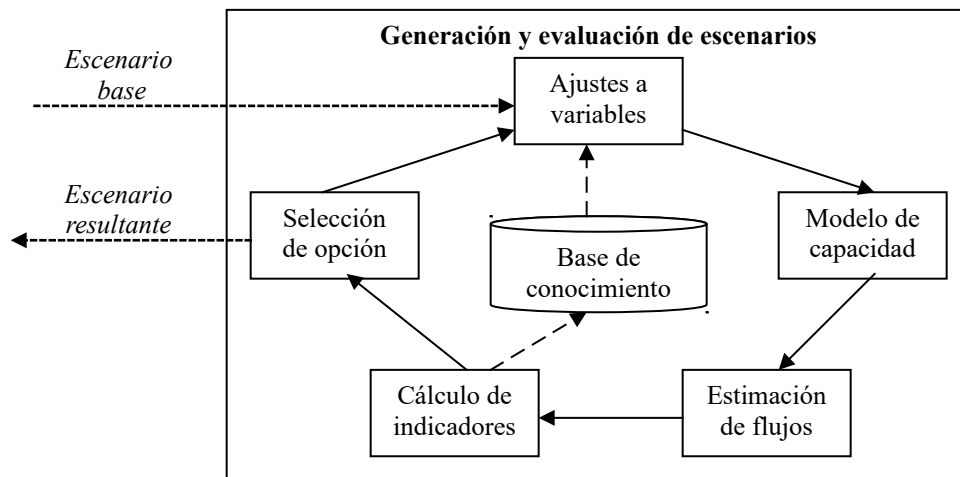 Generación y evaluación de escenarios
Escenario
base
Ajustes a
variables
Escenario
resultante
Selección
de opción
Base de
conocimiento
Modelo de
capacidad
Cálculo de
indicadores
Estimación
de flujos